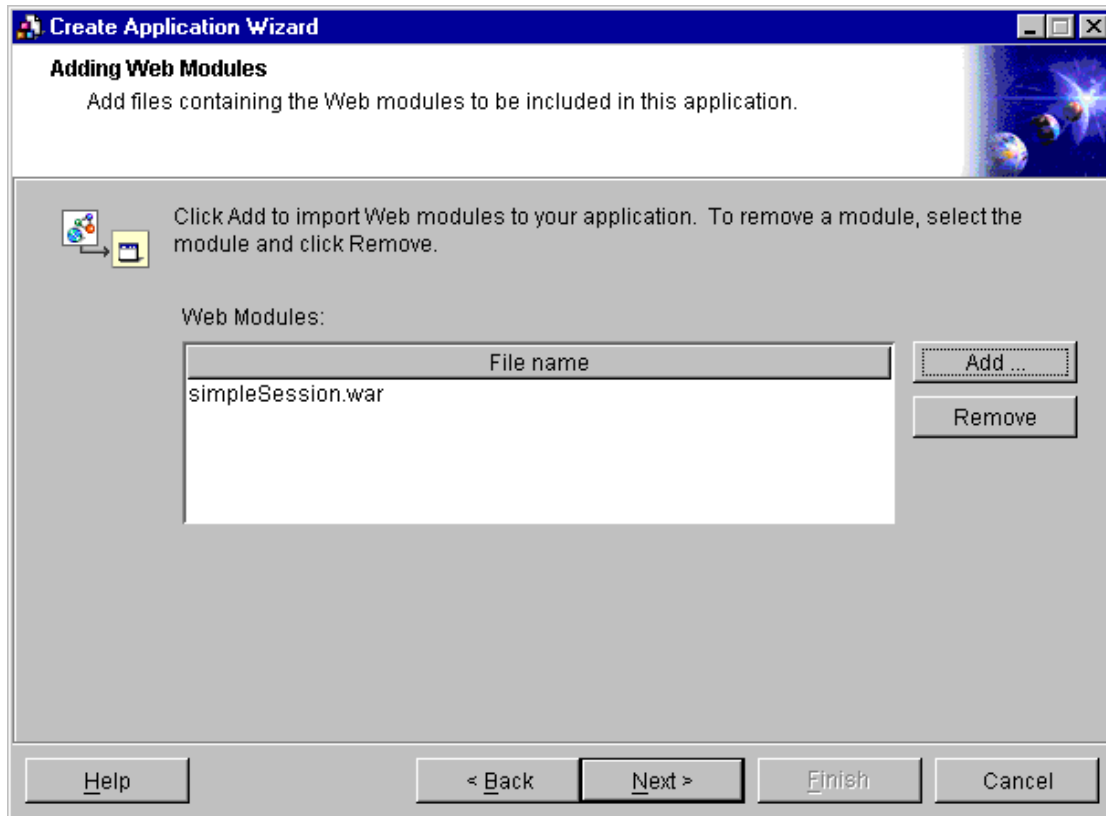 Create Application Wizard
Adding Web Modules
Add files containing the Web modules to be included in this application.
Click Add to import Web modules to your application. To remove a module, select the
module and click Remove.
Web Modules:
File name
Add ...
simpleSession.war
Remove
Help
< Back
Next >
Finish
Cancel